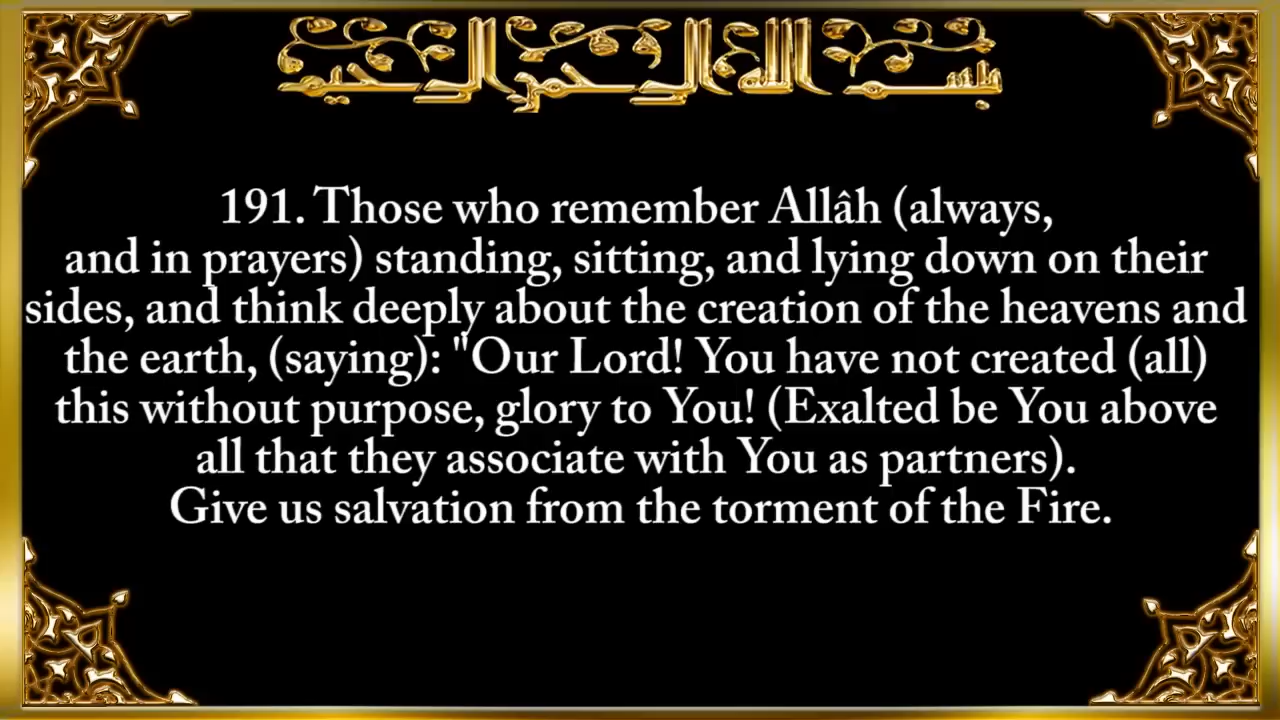 بسم الله الرحمن الرحيم
191. Those who remember Allâh (always,
and in prayers) standing, sitting, and lying down on their
sides, and think deeply about the creation of the heavens and
the earth, (saying): "Our Lord! You have not created (all)
this without purpose, glory to You! (Exalted be You above
all that they associate with You as partners).
Give us salvation from the torment of the Fire.